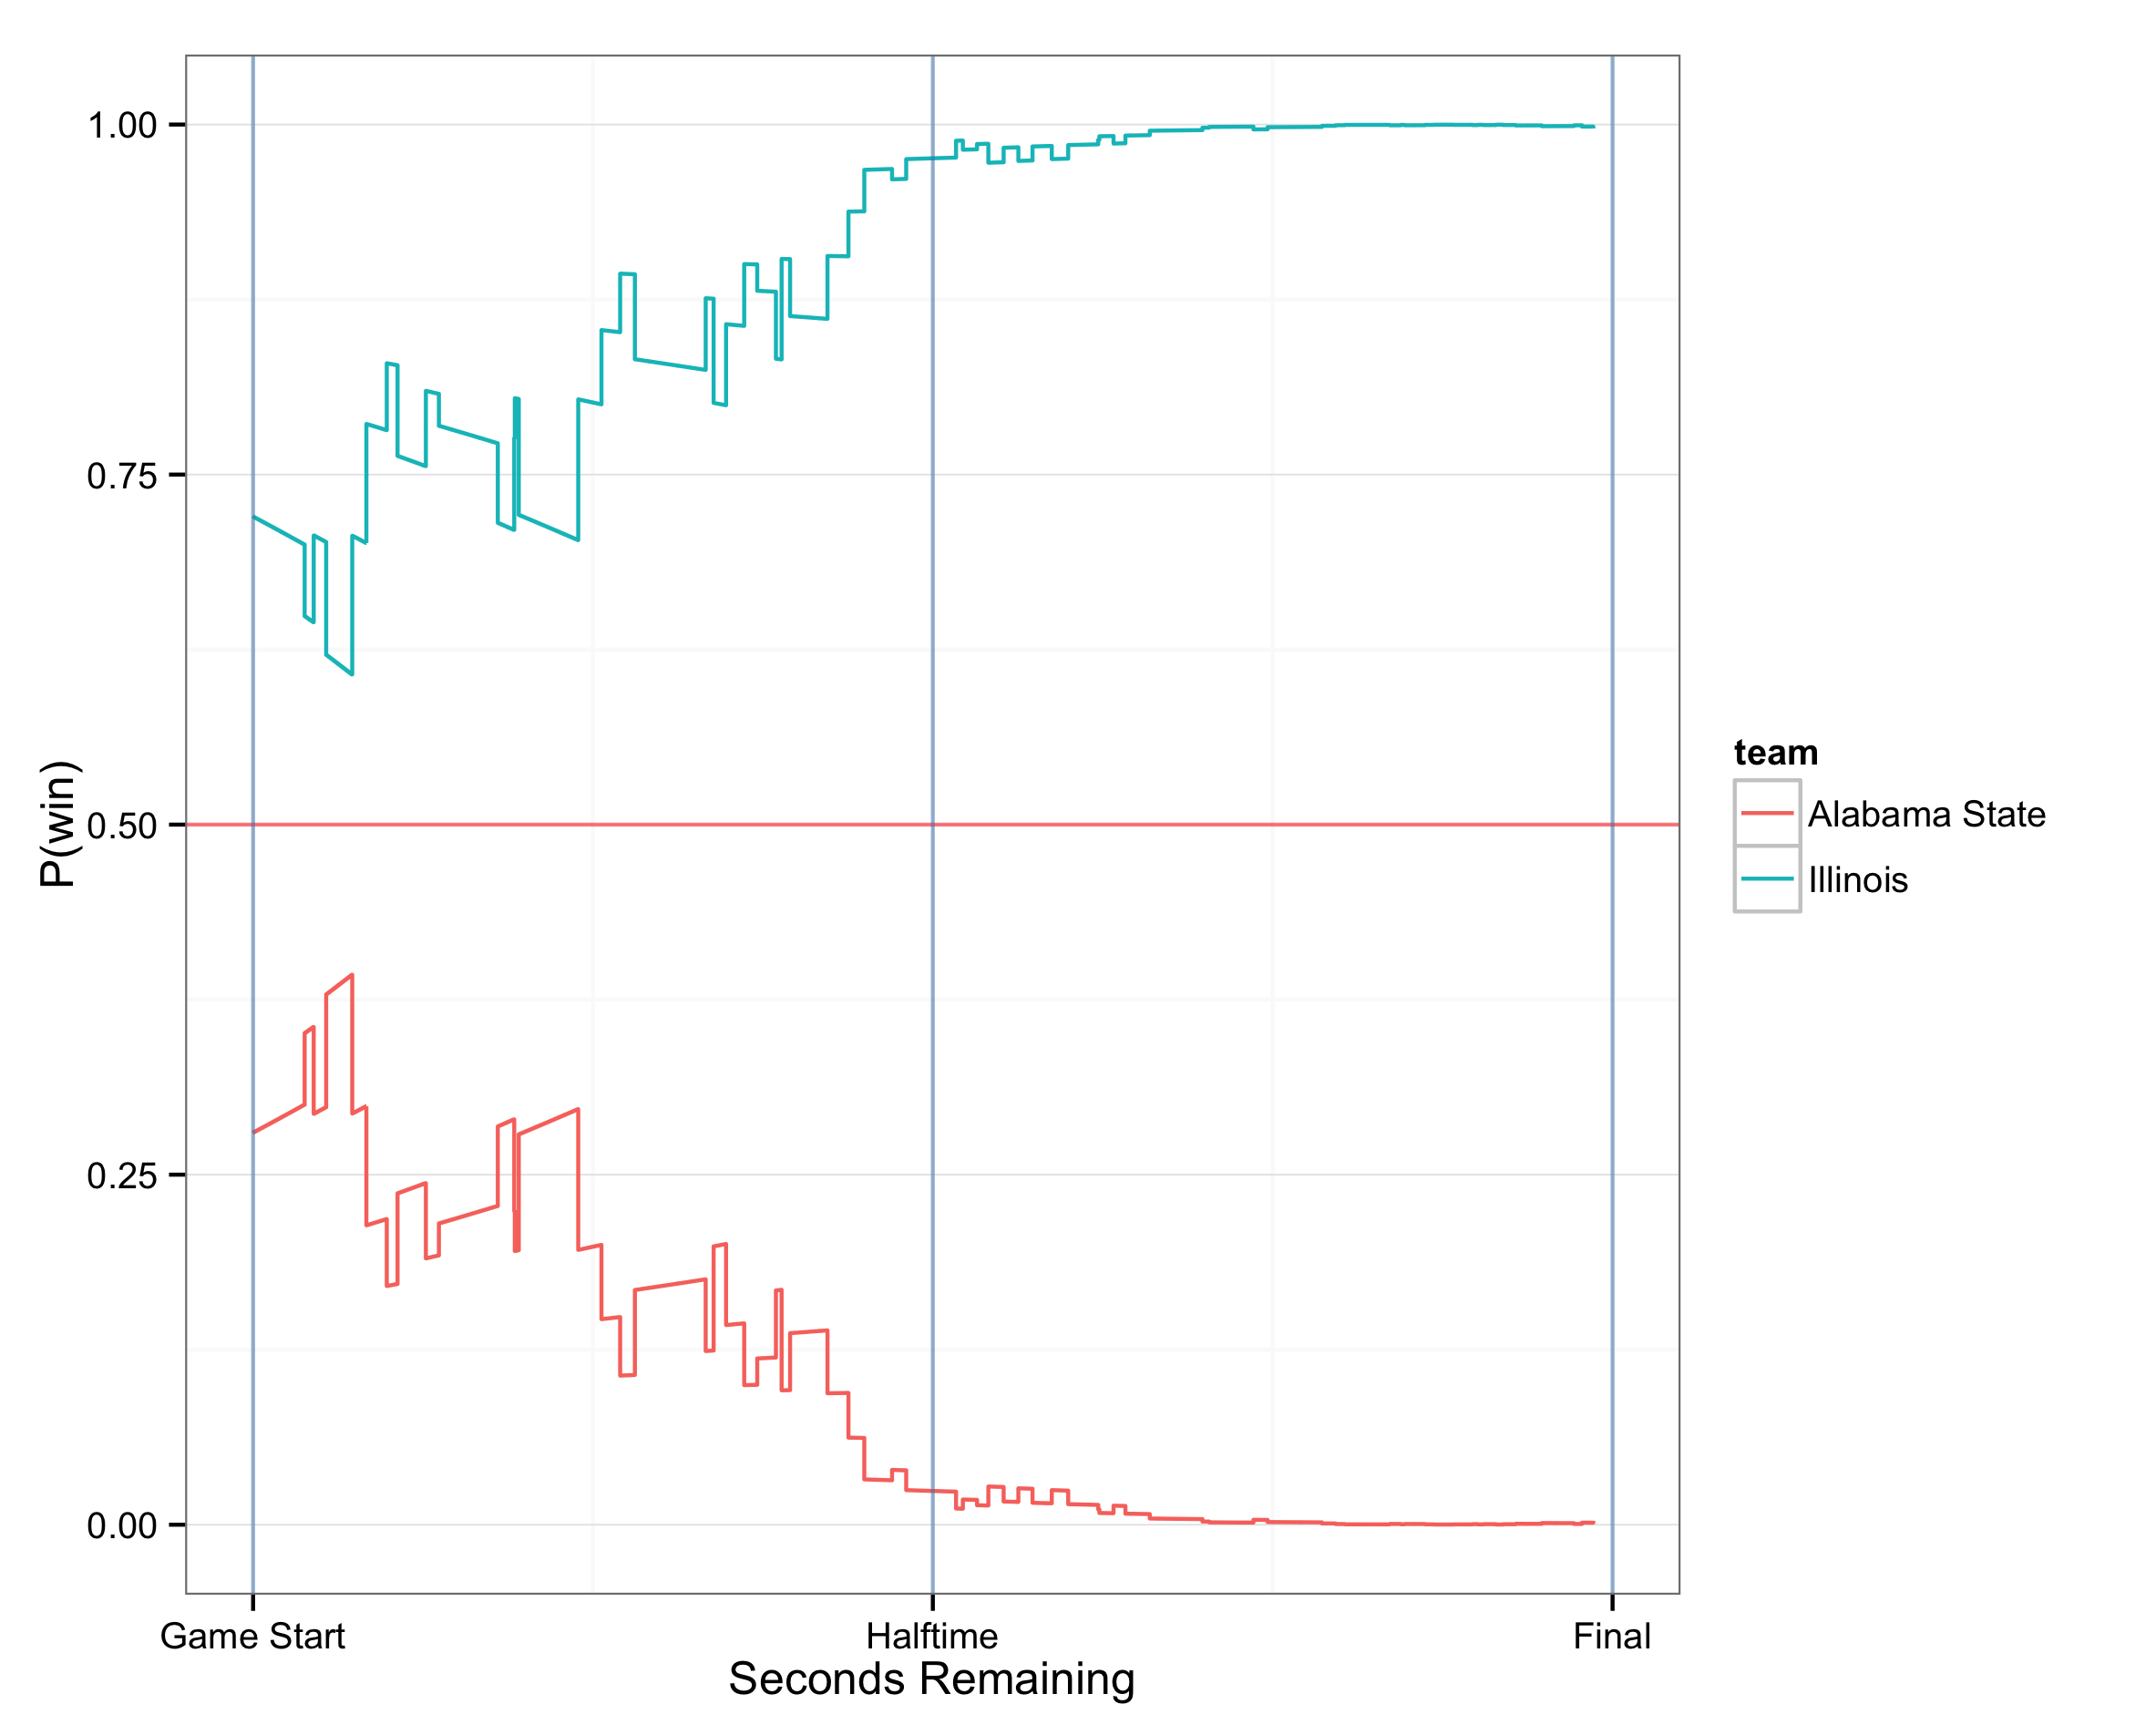 1.00
0.75
0.50
0.25
0.00
P(win)
Game Start
Halftime
Final
Seconds Remaining
team
Alabama State
Illinois